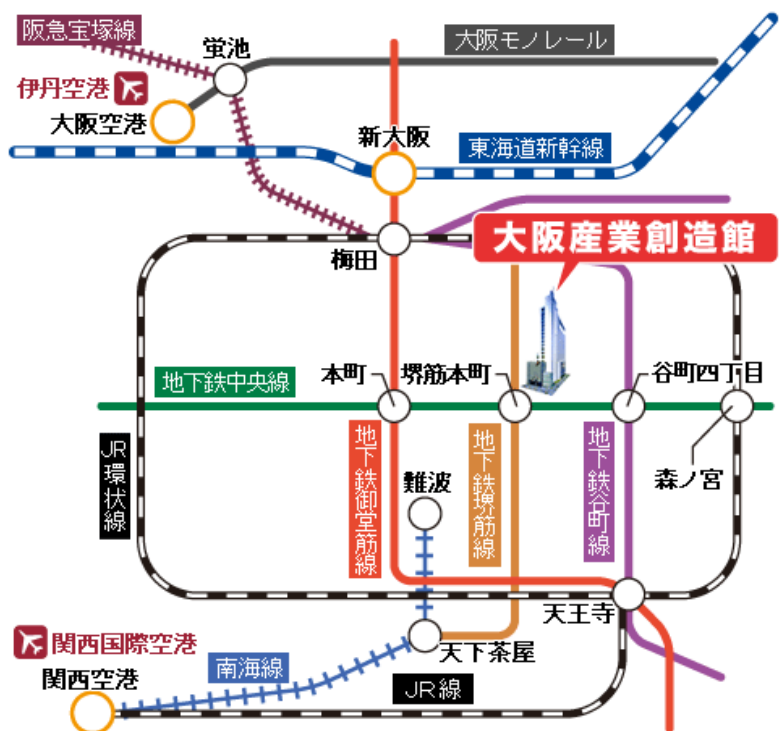 阪急宝塚線
大阪モノレール
蛍池
伊丹空港
大阪空港
新大阪
東海道新幹線
大阪産業創造館
梅田
地下鉄中央線
本町
堺筋本町
谷町四丁目
JR環状線
地下鉄御堂筋線
難波
地下鉄堺筋線
地下鉄谷町線
森ノ宮
天王寺
関西国際空港
天下茶屋
南海線
関西空港
JR線